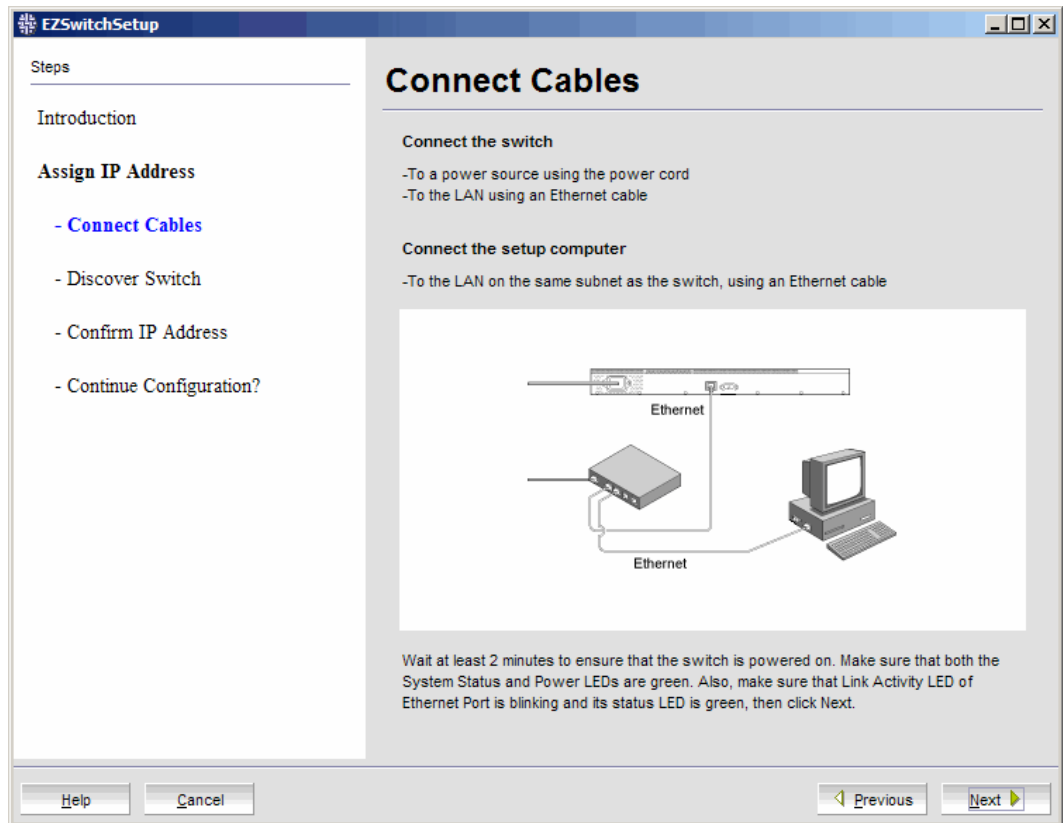 EZSwitchSetup
Steps
Introduction
Assign IP Address
- Connect Cables
- Discover Switch
- Confirm IP Address
- Continue Configuration?
Connect Cables
Connect the switch
-To a power source using the power cord
-To the LAN using an Ethernet cable
Connect the setup computer
-To the LAN on the same subnet as the switch, using an Ethernet cable
Ethernet
Ethernet
Wait at least 2 minutes to ensure that the switch is powered on. Make sure that both the
System Status and Power LEDs are green. Also, make sure that Link Activity LED of
Ethernet Port is blinking and its status LED is green, then click Next.
Help
Cancel
Previous
Next